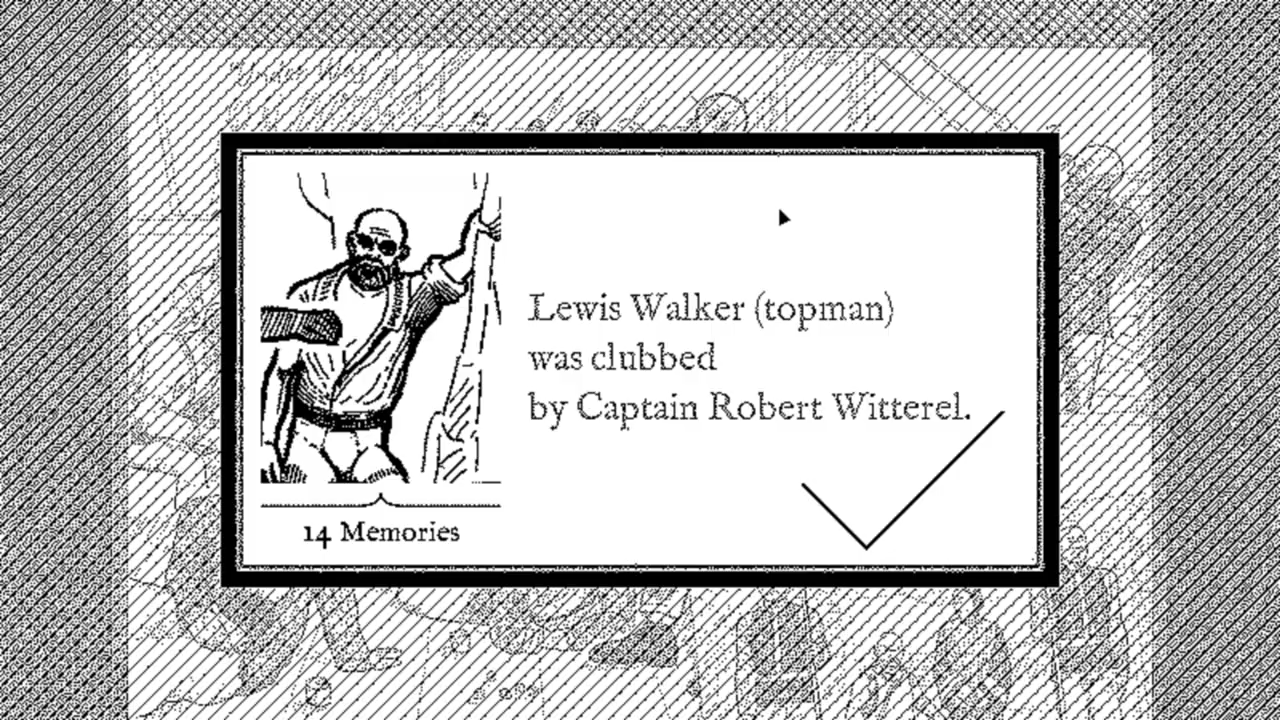 Lewis Walker (topman)
was clubbed
by Captain Robert Witterel.
14 Memories